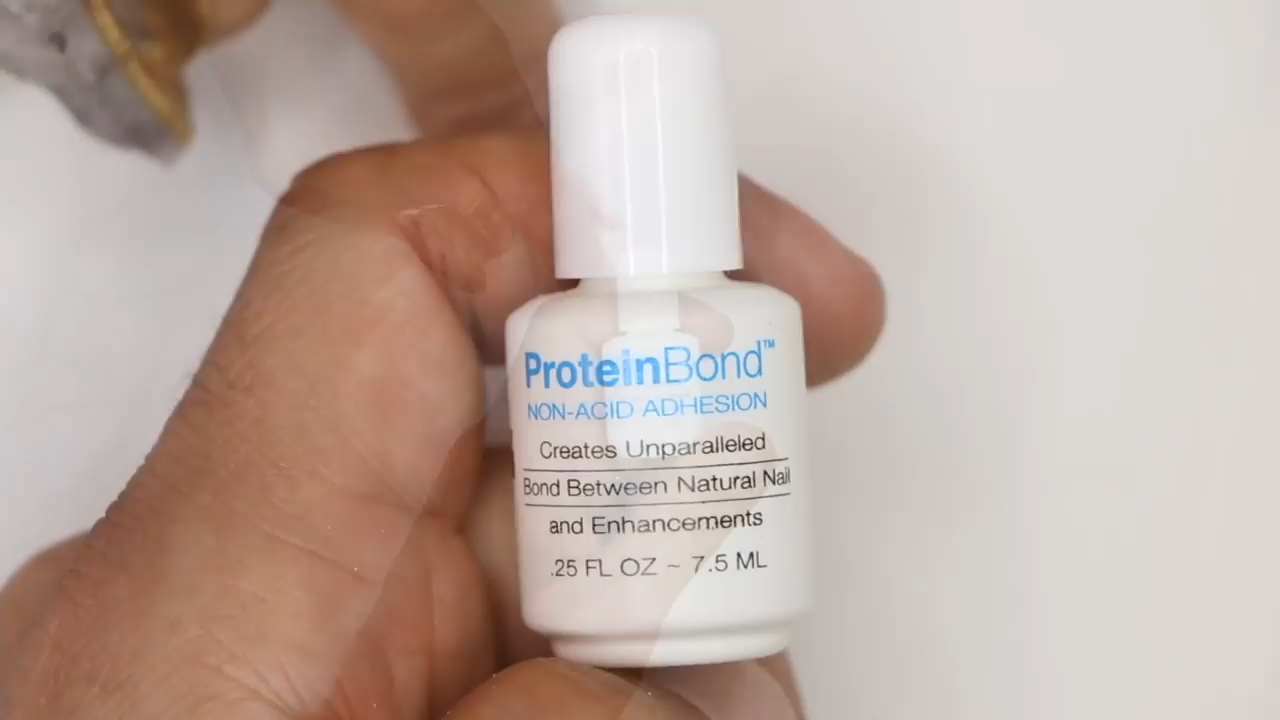 ProteinBond™
NON-ACID ADHESION
Creates Unparalleled
Bond Between Natural Nail
and Enhancements
.25 FL OZ ~ 7.5 ML